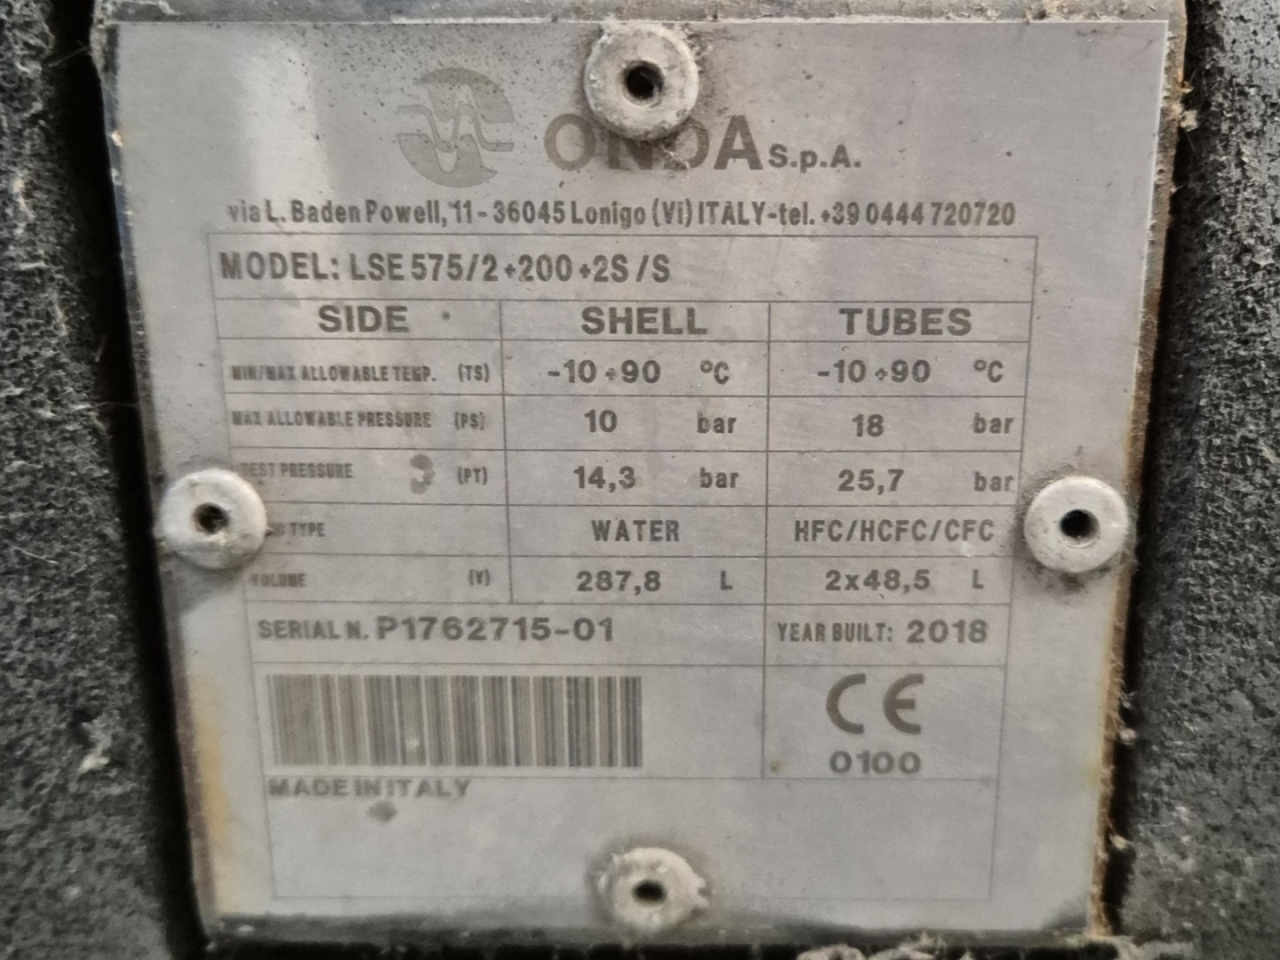 ONDA S.p.A.
via L. Baden Powell, 11 - 36045 Lonigo (Vi) ITALY - tel. +39 0444 720720
MODEL: LSE 575/2+200+2S/S
SIDE SHELL TUBES
MIN/MAX ALLOWABLE TEMP. (TS) -10 ÷90 °C -10 ÷90 °C
MAX ALLOWABLE PRESSURE (PS) 10 bar 18 bar
TEST PRESSURE (PT) 14,3 bar 25,7 bar
TYPE WATER HFC/HCFC/CFC
VOLUME (V) 287,8 L 2x48,5 L
SERIAL N. P1762715-01 YEAR BUILT: 2018
CE
0100
MADE IN ITALY